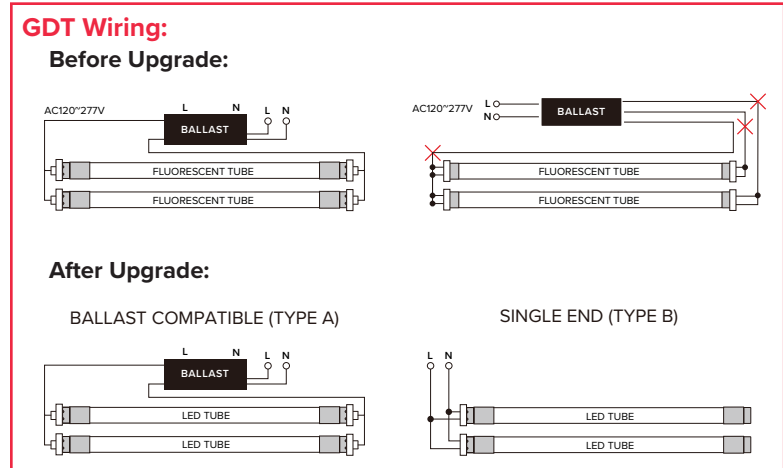 GDT Wiring:
Before Upgrade:
AC120~277V
L N L N
BALLAST
FLUORESCENT TUBE
FLUORESCENT TUBE
AC120~277V
L
N
BALLAST
FLUORESCENT TUBE
FLUORESCENT TUBE
After Upgrade:
BALLAST COMPATIBLE (TYPE A)
L N L N
BALLAST
LED TUBE
LED TUBE
SINGLE END (TYPE B)
L N
LED TUBE
LED TUBE